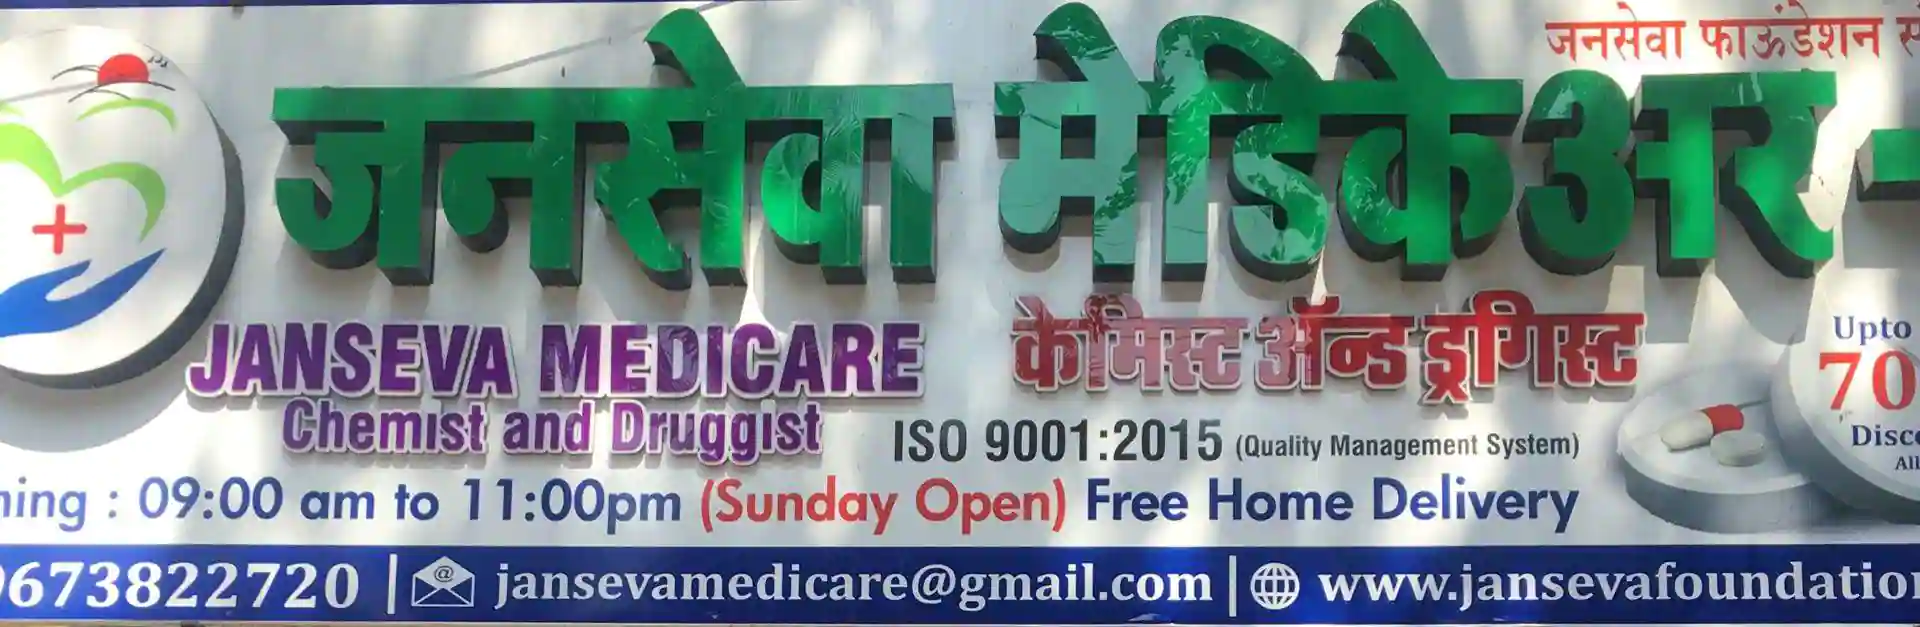 जनसेवा फाऊंडेशन
जनसेवा मेडिकेअर -
JANSEVA MEDICARE
केमिस्ट ॲन्ड ड्रगिस्ट
Chemist and Druggist
ISO 9001:2015 (Quality Management System)
Upto
70
All
09:00 am to 11:00pm (Sunday Open) Free Home Delivery
9673822720 | jansevamedicare@gmail.com | www.jansevafoundation